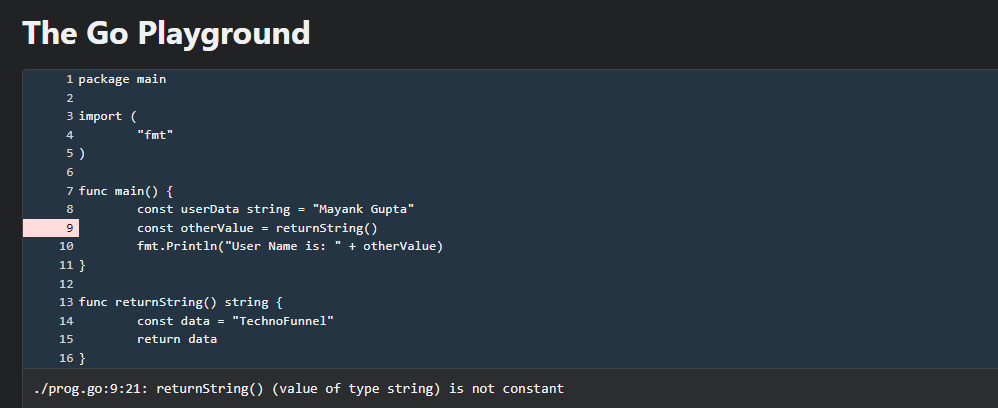 The Go Playground
1 package main
2
3 import (
4 "fmt"
5 )
6
7 func main() {
8 const userData string = "Mayank Gupta"
9 const otherValue = returnString()
10 fmt.Println("User Name is: " + otherValue)
11 }
12
13 func returnString() string {
14 const data = "TechnoFunnel"
15 return data
16 }
./prog.go:9:21: returnString() (value of type string) is not constant